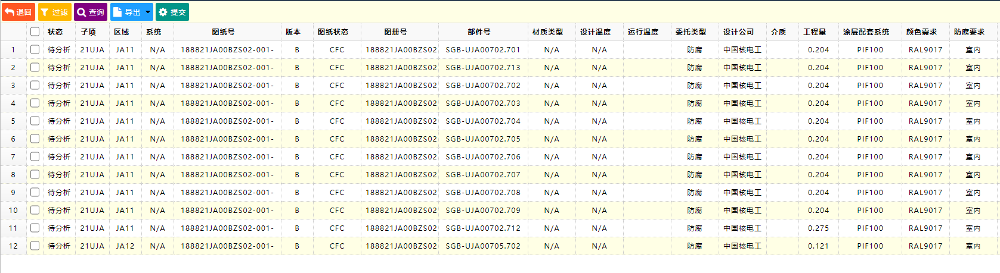 退回 过滤 查询 导出 提交
状态 子项 区域 系统 图纸号 版本 图纸状态 图册号 部件号 材质类型 设计温度 运行温度 委托类型 设计公司 介质 工程量 涂层配套系统 颜色需求 防腐要求
1 待分析 21UJA JA11 N/A 188821JA00BZS02-001- B CFC 188821JA00BZS02 SGB-UJA00702.701 N/A N/A 防腐 中国核电工 0.204 PIF100 RAL9017 室内
2 待分析 21UJA JA11 N/A 188821JA00BZS02-001- B CFC 188821JA00BZS02 SGB-UJA00702.713 N/A N/A 防腐 中国核电工 0.204 PIF100 RAL9017 室内
3 待分析 21UJA JA11 N/A 188821JA00BZS02-001- B CFC 188821JA00BZS02 SGB-UJA00702.702 N/A N/A 防腐 中国核电工 0.204 PIF100 RAL9017 室内
4 待分析 21UJA JA11 N/A 188821JA00BZS02-001- B CFC 188821JA00BZS02 SGB-UJA00702.703 N/A N/A 防腐 中国核电工 0.204 PIF100 RAL9017 室内
5 待分析 21UJA JA11 N/A 188821JA00BZS02-001- B CFC 188821JA00BZS02 SGB-UJA00702.704 N/A N/A 防腐 中国核电工 0.204 PIF100 RAL9017 室内
6 待分析 21UJA JA11 N/A 188821JA00BZS02-001- B CFC 188821JA00BZS02 SGB-UJA00702.705 N/A N/A 防腐 中国核电工 0.204 PIF100 RAL9017 室内
7 待分析 21UJA JA11 N/A 188821JA00BZS02-001- B CFC 188821JA00BZS02 SGB-UJA00702.706 N/A N/A 防腐 中国核电工 0.204 PIF100 RAL9017 室内
8 待分析 21UJA JA11 N/A 188821JA00BZS02-001- B CFC 188821JA00BZS02 SGB-UJA00702.707 N/A N/A 防腐 中国核电工 0.204 PIF100 RAL9017 室内
9 待分析 21UJA JA11 N/A 188821JA00BZS02-001- B CFC 188821JA00BZS02 SGB-UJA00702.708 N/A N/A 防腐 中国核电工 0.204 PIF100 RAL9017 室内
10 待分析 21UJA JA11 N/A 188821JA00BZS02-001- B CFC 188821JA00BZS02 SGB-UJA00702.709 N/A N/A 防腐 中国核电工 0.204 PIF100 RAL9017 室内
11 待分析 21UJA JA11 N/A 188821JA00BZS02-001- B CFC 188821JA00BZS02 SGB-UJA00702.712 N/A N/A 防腐 中国核电工 0.275 PIF100 RAL9017 室内
12 待分析 21UJA JA12 N/A 188821JA00BZS02-001- B CFC 188821JA00BZS02 SGB-UJA00705.702 N/A N/A 防腐 中国核电工 0.121 PIF100 RAL9017 室内